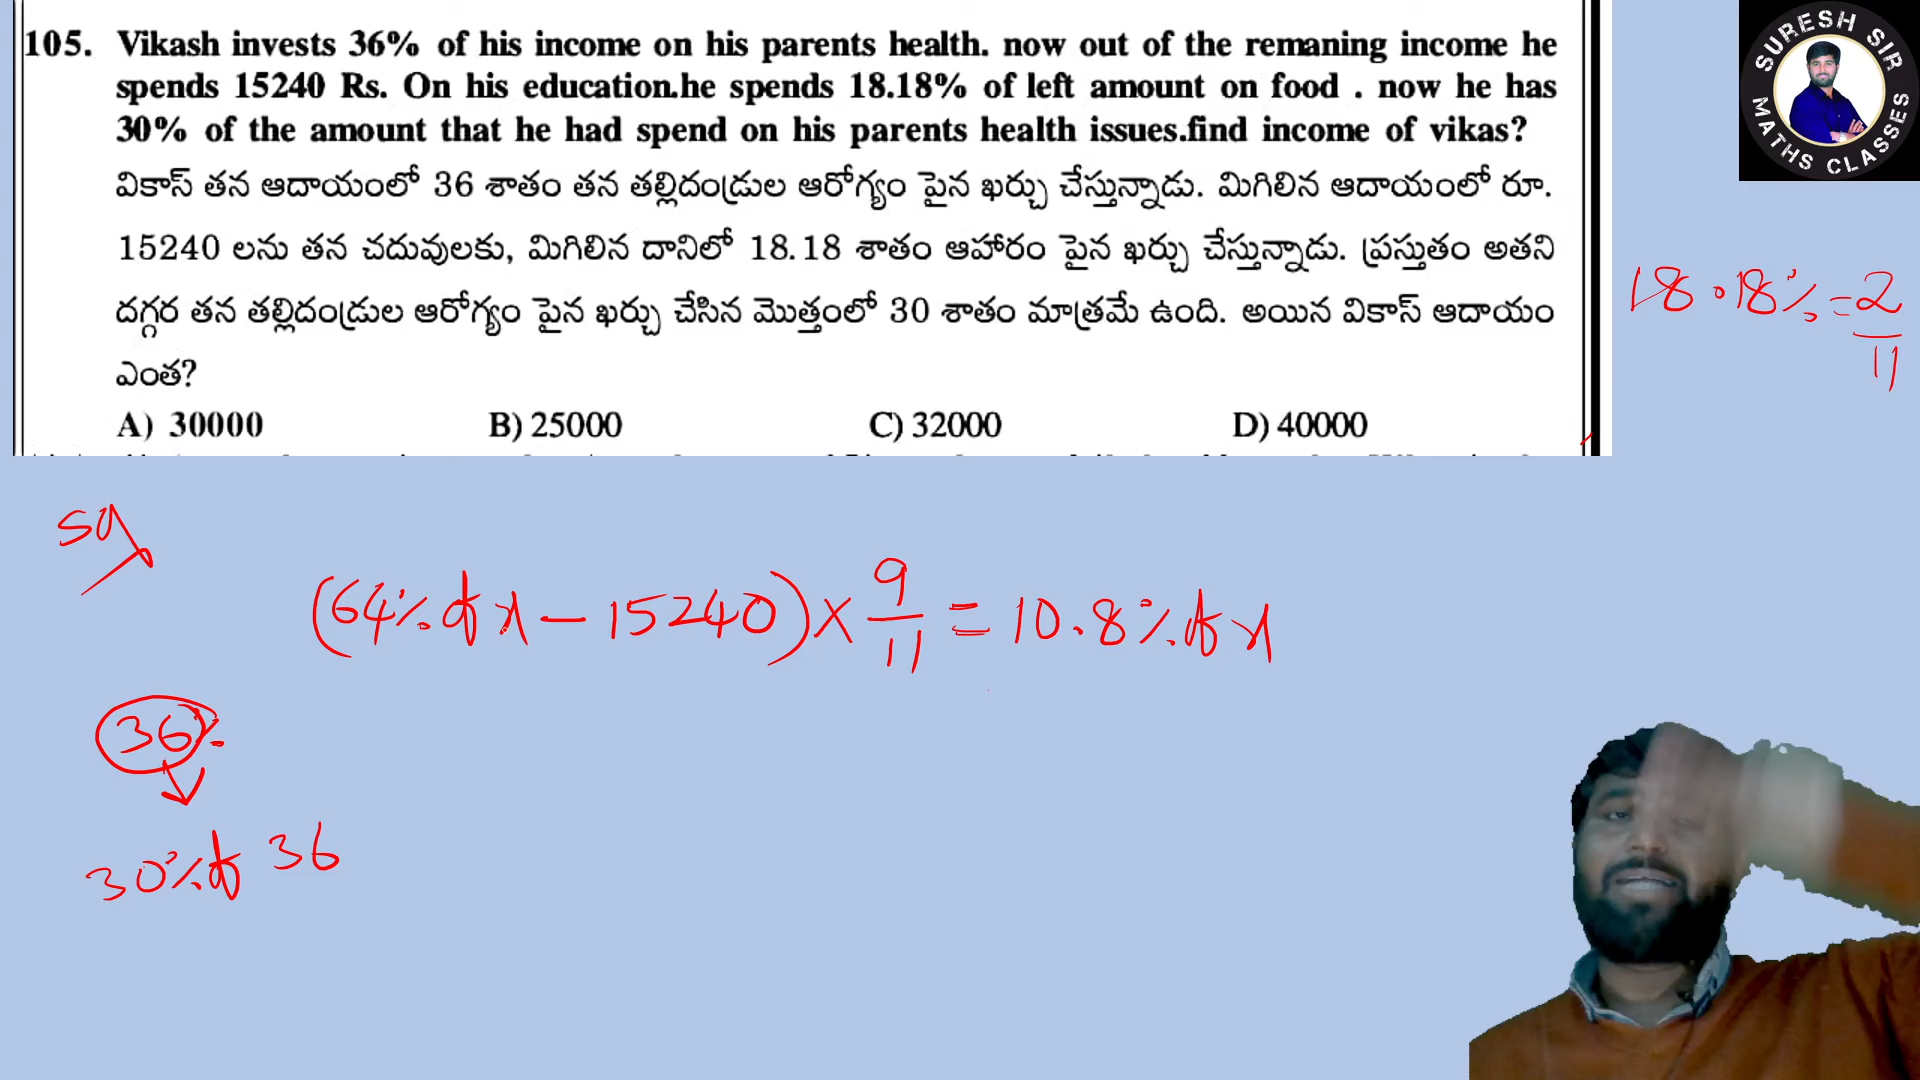 105. Vikash invests 36% of his income on his parents health. now out of the remaning income he
spends 15240 Rs. On his education.he spends 18.18% of left amount on food . now he has
30% of the amount that he had spend on his parents health issues.find income of vikas?
వికాస్ తన ఆదాయంలో 36 శాతం తన తల్లిదండ్రుల ఆరోగ్యం పైన ఖర్చు చేస్తున్నాడు. మిగిలిన ఆదాయంలో రూ.
15240 లను తన చదువులకు, మిగిలిన దానిలో 18.18 శాతం ఆహారం పైన ఖర్చు చేస్తున్నాడు. ప్రస్తుతం అతని
దగ్గర తన తల్లిదండ్రుల ఆరోగ్యం పైన ఖర్చు చేసిన మొత్తంలో 30 శాతం మాత్రమే ఉంది. అయిన వికాస్ ఆదాయం
ఎంత?
A) 30000 B) 25000 C) 32000 D) 40000
SURESH SIR
MATHS CLASSES
18.18% = 2/11
(64% of x - 15240) × 9/11 = 10.8% of x
36%
30% of 36